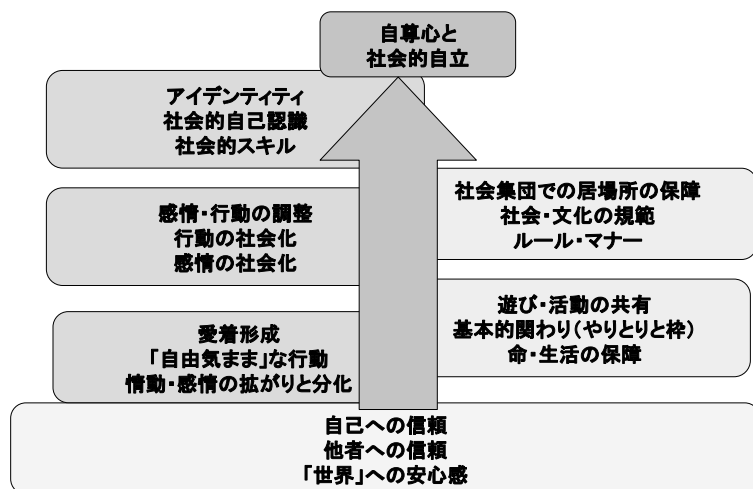 自尊心と
社会的自立
アイデンティティ
社会的自己認識
社会的スキル
社会集団での居場所の保障
社会・文化の規範
ルール・マナー
感情・行動の調整
行動の社会化
感情の社会化
遊び・活動の共有
基本的関わり（やりとりと枠）
命・生活の保障
愛着形成
「自由気まま」な行動
情動・感情の拡がりと分化
自己への信頼
他者への信頼
「世界」への安心感